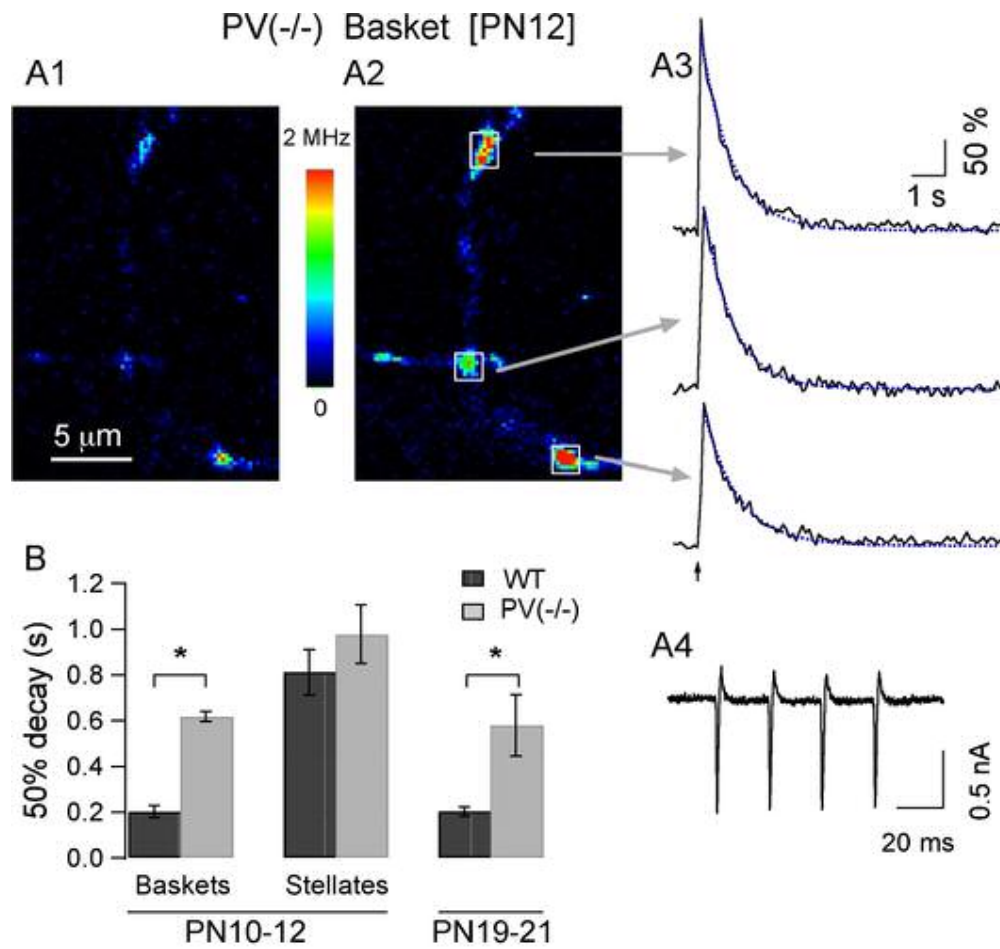 PV(-/-) Basket [PN12]
A1
A2
A3
2 MHz
0
5 μm
50 %
1 s
B
WT
PV(-/-)
1.2
1.0
0.8
0.6
0.4
0.2
0.0
50% decay (s)
*
*
Baskets
Stellates
PN10-12
PN19-21
A4
0.5 nA
20 ms